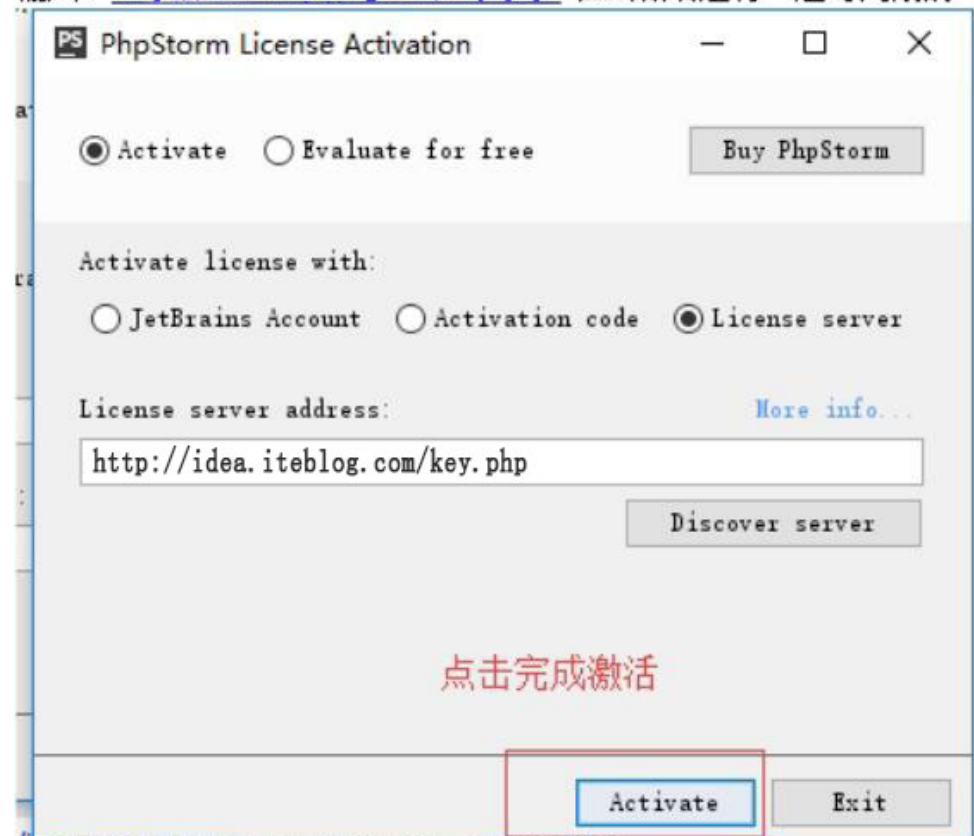 PS PhpStorm License Activation
Activate Evaluate for free Buy PhpStorm
Activate license with:
JetBrains Account Activation code License server
License server address: More info...
http://idea.iteblog.com/key.php
Discover server
点击完成激活
Activate Exit